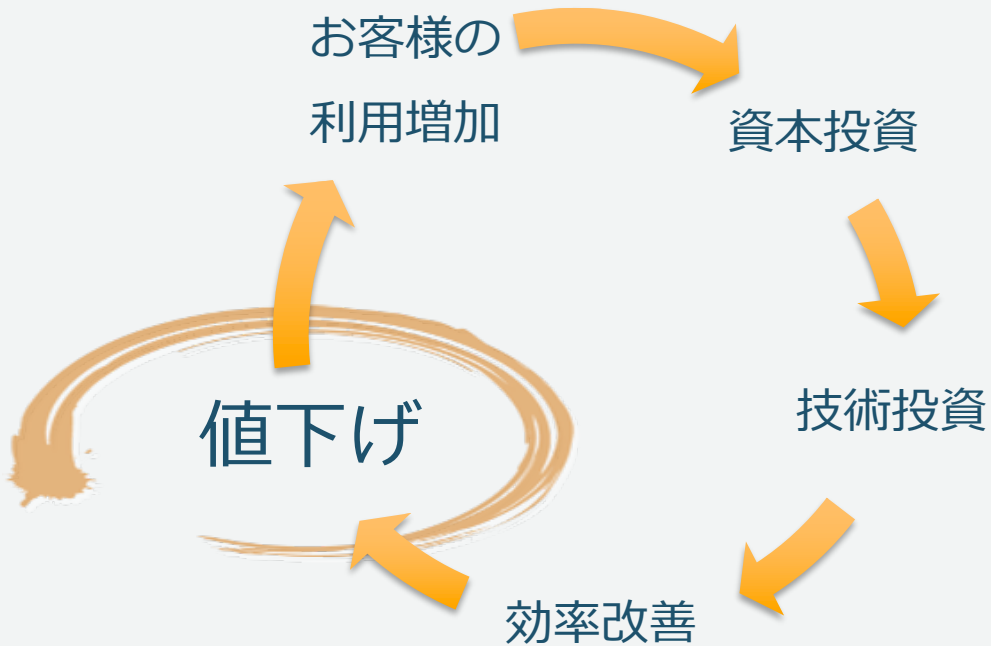 お客様の
利用増加
資本投資
技術投資
効率改善
値下げ